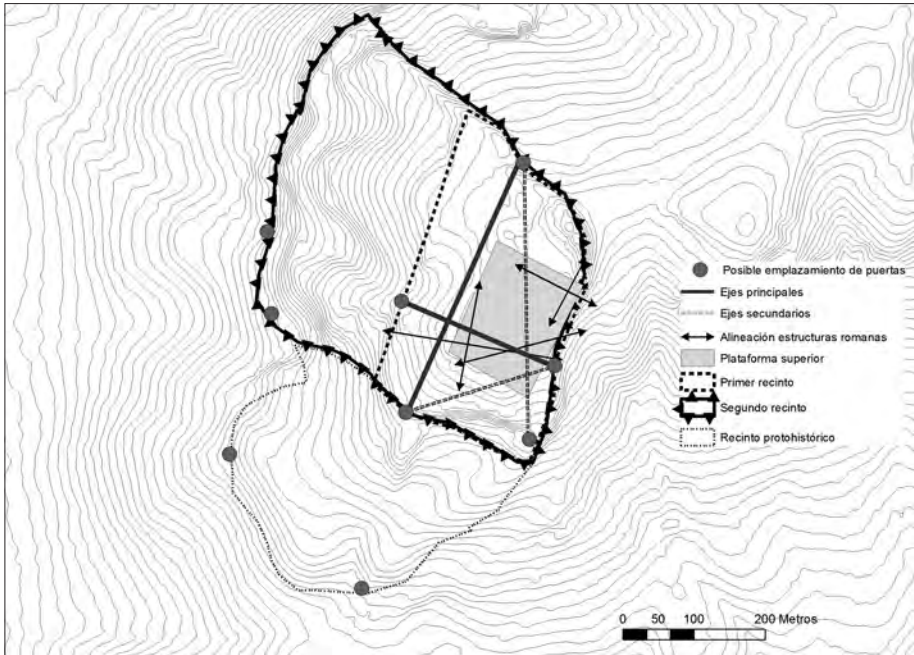 Posible emplazamiento de puertas
Ejes principales
Ejes secundarios
Alineación estructuras romanas
Plataforma superior
Primer recinto
Segundo recinto
Recinto protohistórico
0 50 100 200 Metros